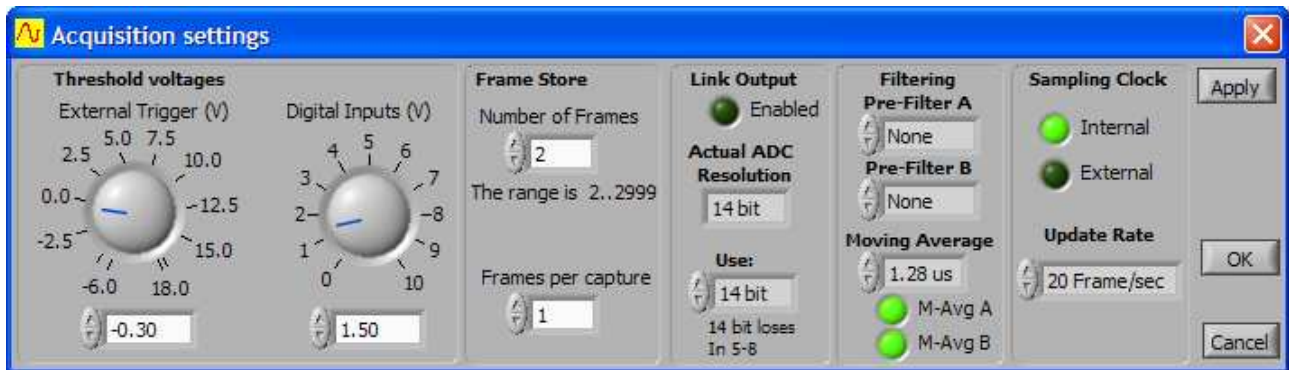 Acquisition settings
Threshold voltages
External Trigger (V)
-6.0
-2.5
0.0
2.5
5.0
7.5
10.0
12.5
15.0
18.0
-0.30
Digital Inputs (V)
0
1
2
3
4
5
6
7
8
9
10
1.50
Frame Store
Number of Frames
2
The range is 2..2999
Frames per capture
1
Link Output
Enabled
Actual ADC
Resolution
14 bit
Use:
14 bit
14 bit loses
In 5-8
Filtering
Pre-Filter A
None
Pre-Filter B
None
Moving Average
1.28 us
M-Avg A
M-Avg B
Sampling Clock
Internal
External
Update Rate
20 Frame/sec
Apply
OK
Cancel